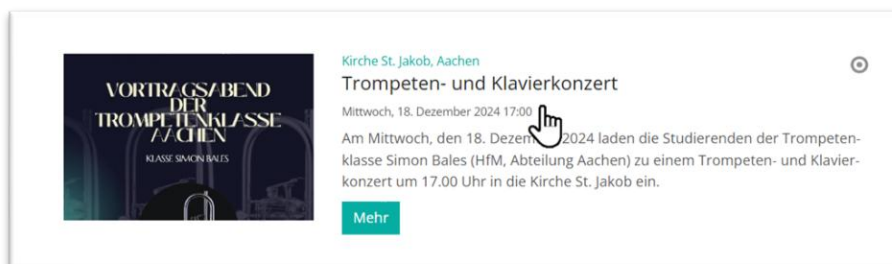 VORTRAGSABEND
DER
TROMPETENKLASSE
AACHEN
KLASSE SIMON BALES
Kirche St. Jakob, Aachen
Trompeten- und Klavierkonzert
Mittwoch, 18. Dezember 2024 17:00
Am Mittwoch, den 18. Dezember 2024 laden die Studierenden der Trompeten-
klasse Simon Bales (HfM, Abteilung Aachen) zu einem Trompeten- und Klavier-
konzert um 17.00 Uhr in die Kirche St. Jakob ein.
Mehr